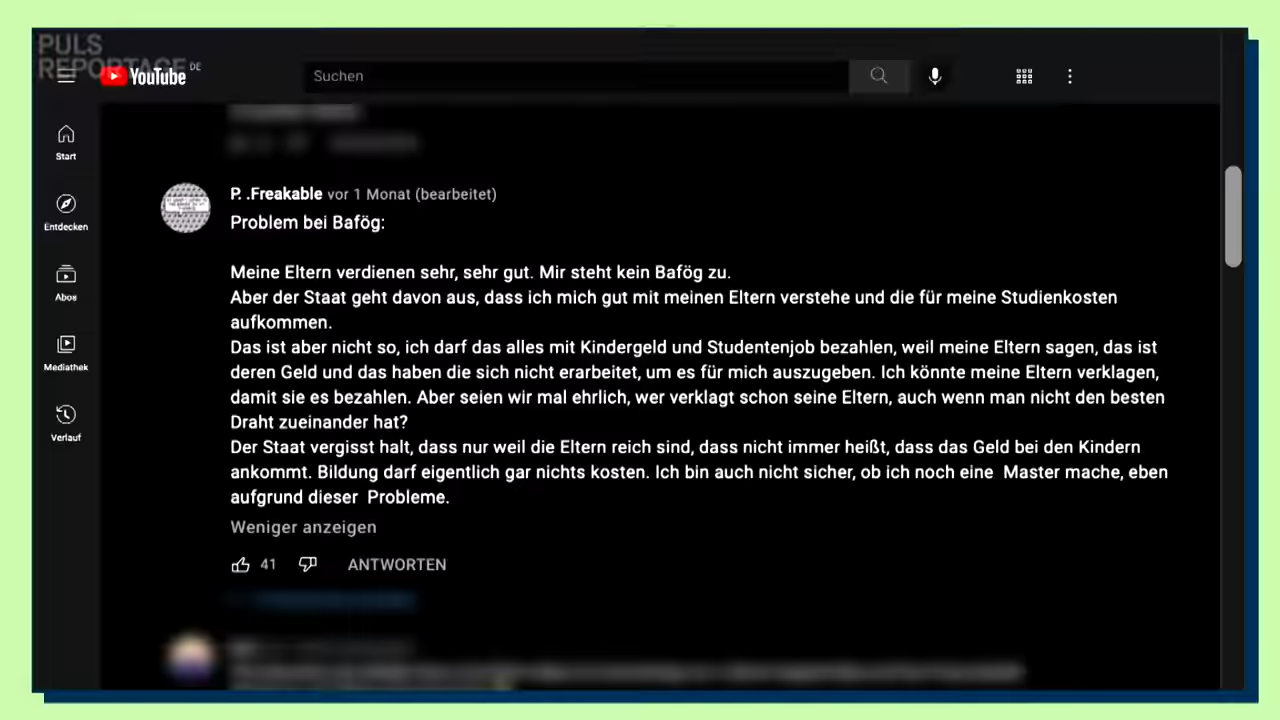 PULS
REPORTAGE
YouTube DE
Suchen
Start
Entdecken
Abos
Mediathek
Verlauf
P. .Freakable vor 1 Monat (bearbeitet)
Problem bei Bafög:
Meine Eltern verdienen sehr, sehr gut. Mir steht kein Bafög zu.
Aber der Staat geht davon aus, dass ich mich gut mit meinen Eltern verstehe und die für meine Studienkosten
aufkommen.
Das ist aber nicht so, ich darf das alles mit Kindergeld und Studentenjob bezahlen, weil meine Eltern sagen, das ist
deren Geld und das haben die sich nicht erarbeitet, um es für mich auszugeben. Ich könnte meine Eltern verklagen,
damit sie es bezahlen. Aber seien wir mal ehrlich, wer verklagt schon seine Eltern, auch wenn man nicht den besten
Draht zueinander hat?
Der Staat vergisst halt, dass nur weil die Eltern reich sind, dass nicht immer heißt, dass das Geld bei den Kindern
ankommt. Bildung darf eigentlich gar nichts kosten. Ich bin auch nicht sicher, ob ich noch eine Master mache, eben
aufgrund dieser Probleme.
Weniger anzeigen
41 ANTWORTEN